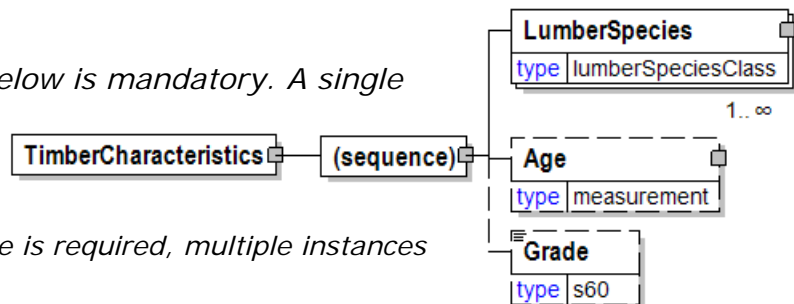 LumberSpecies
type lumberSpeciesClass
elow is mandatory. A single
1.. ∞
TimberCharacteristics (sequence) Age
type measurement
e is required, multiple instances
Grade
type s60